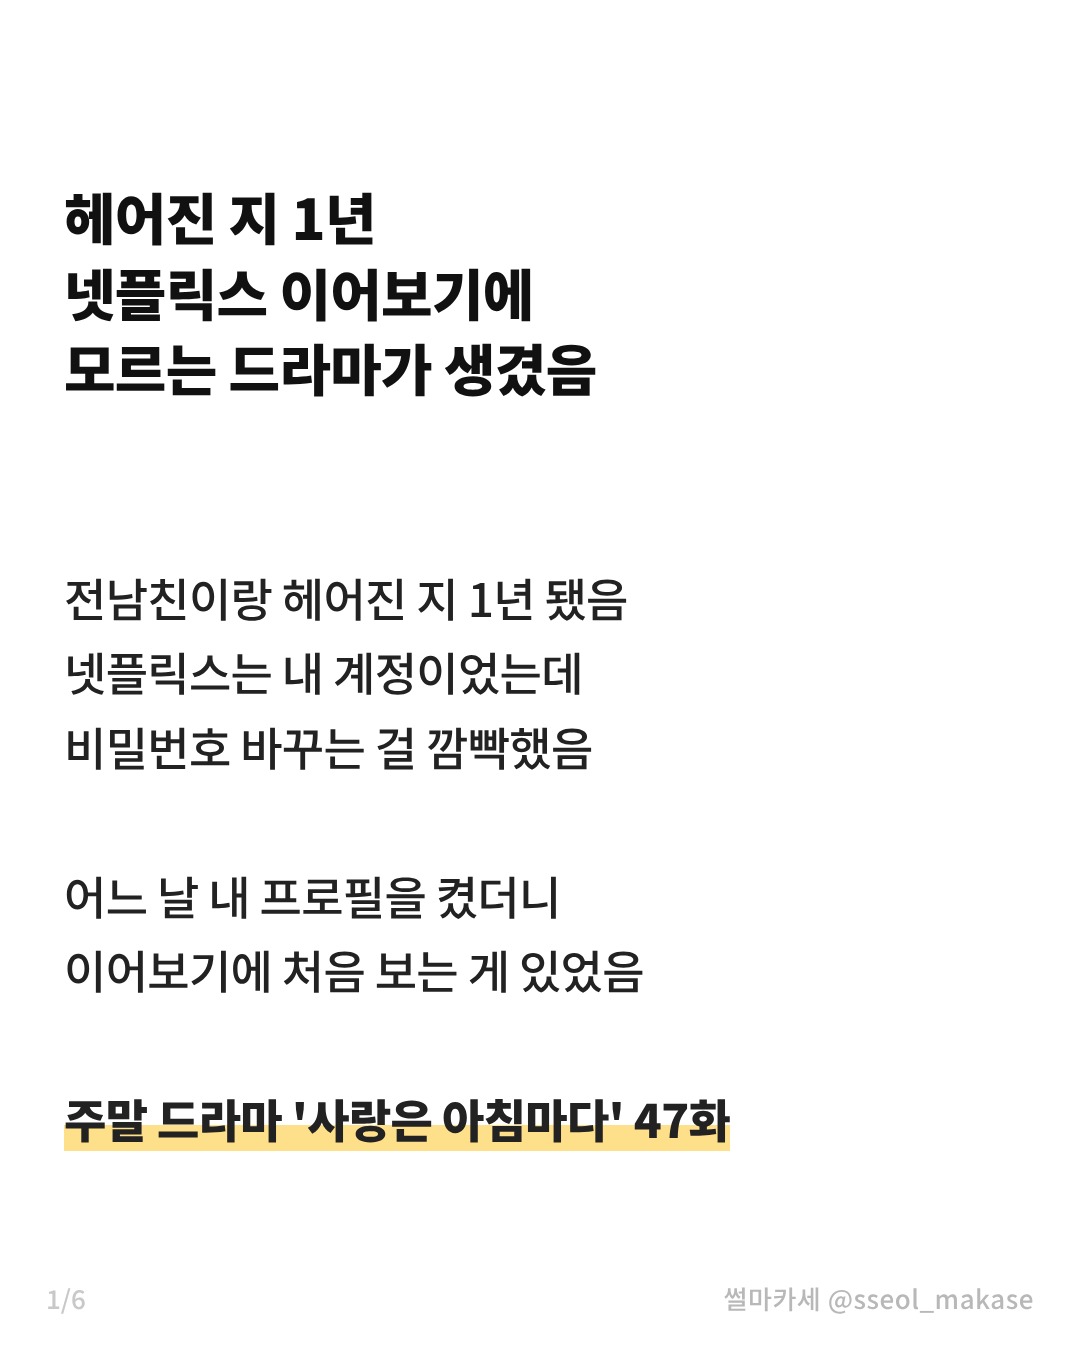 헤어진 지 1년
넷플릭스 이어보기에
모르는 드라마가 생겼음
전남친이랑 헤어진 지 1년 됐음
넷플릭스는 내 계정이었는데
비밀번호 바꾸는 걸 깜빡했음
어느 날 내 프로필을 켰더니
이어보기에 처음 보는 게 있었음
주말 드라마 '사랑은 아침마다' 47화
1/6
썰마카세 @sseol_makase